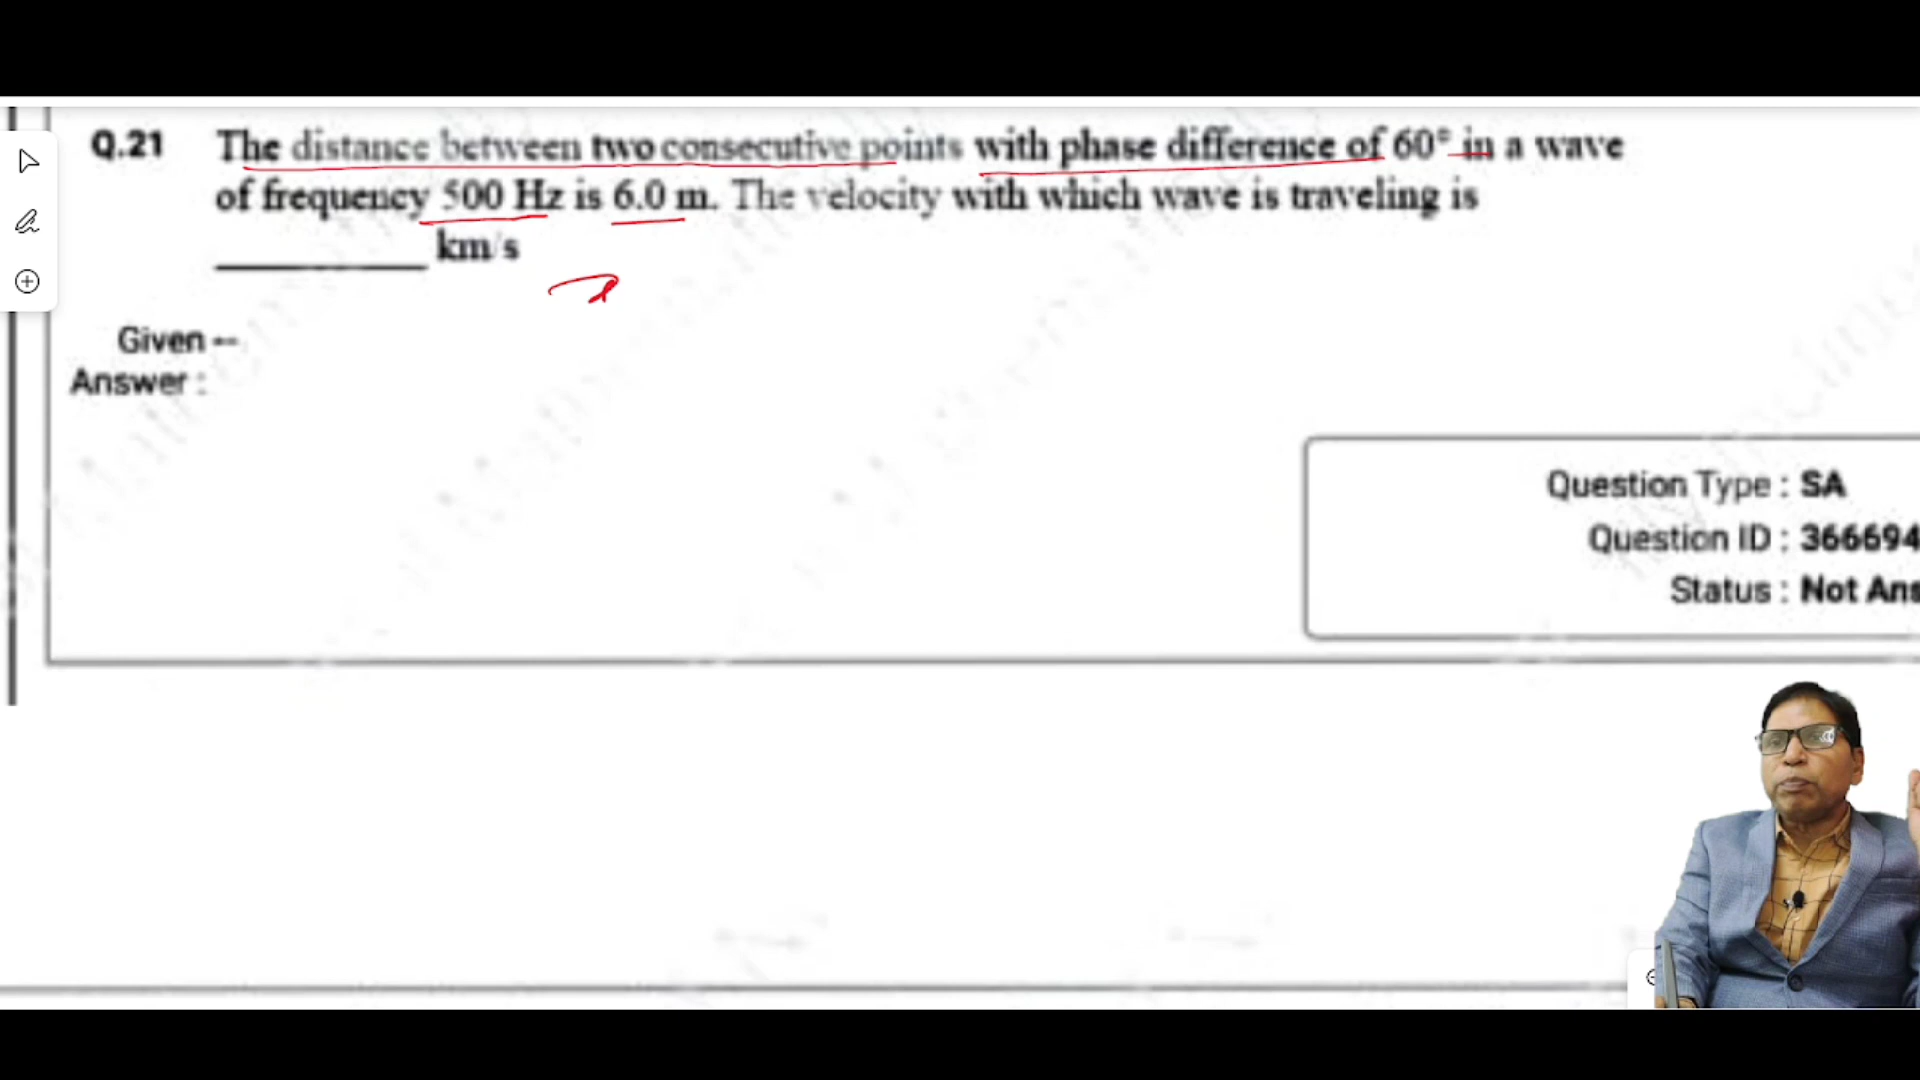 Q.21 The distance between two consecutive points with phase difference of 60° in a wave
of frequency 500 Hz is 6.0 m. The velocity with which wave is traveling is
__________ km/s
Given --
Answer :
Question Type : SA
Question ID : 366694
Status : Not Ans